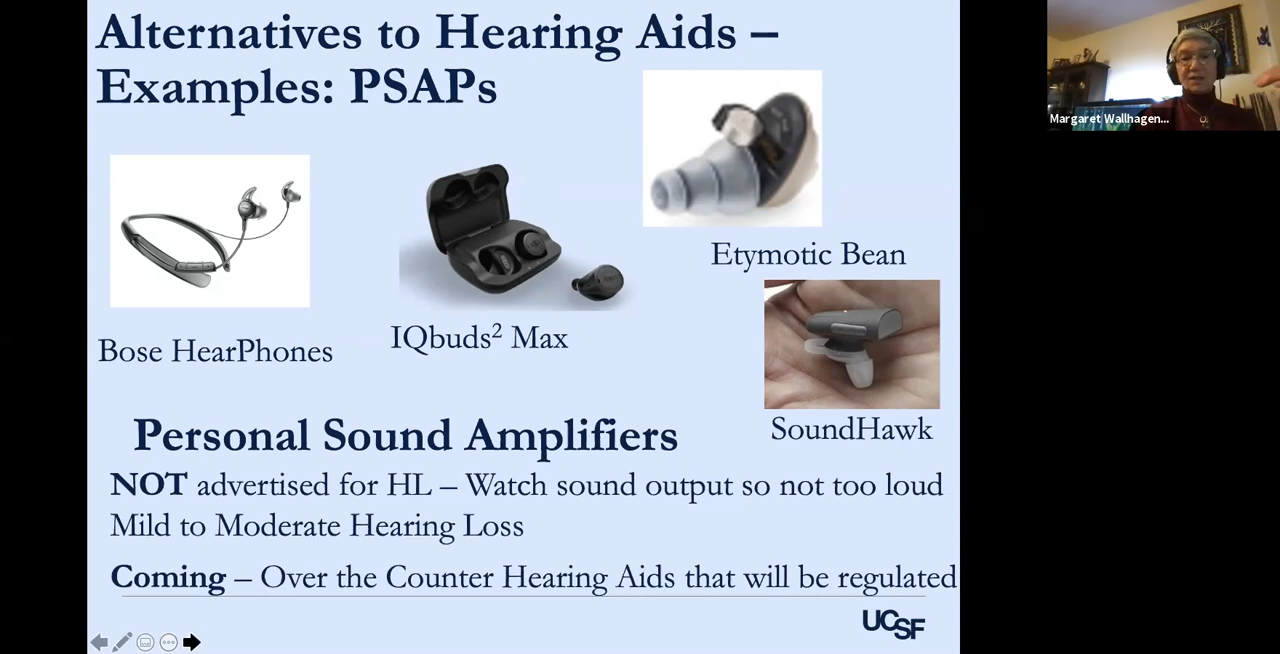 Alternatives to Hearing Aids –
Examples: PSAPs
Bose HearPhones
IQbuds² Max
Etymotic Bean
SoundHawk
Personal Sound Amplifiers
NOT advertised for HL – Watch sound output so not too loud
Mild to Moderate Hearing Loss
Coming – Over the Counter Hearing Aids that will be regulated
UCSF
Margaret Wallhagen...